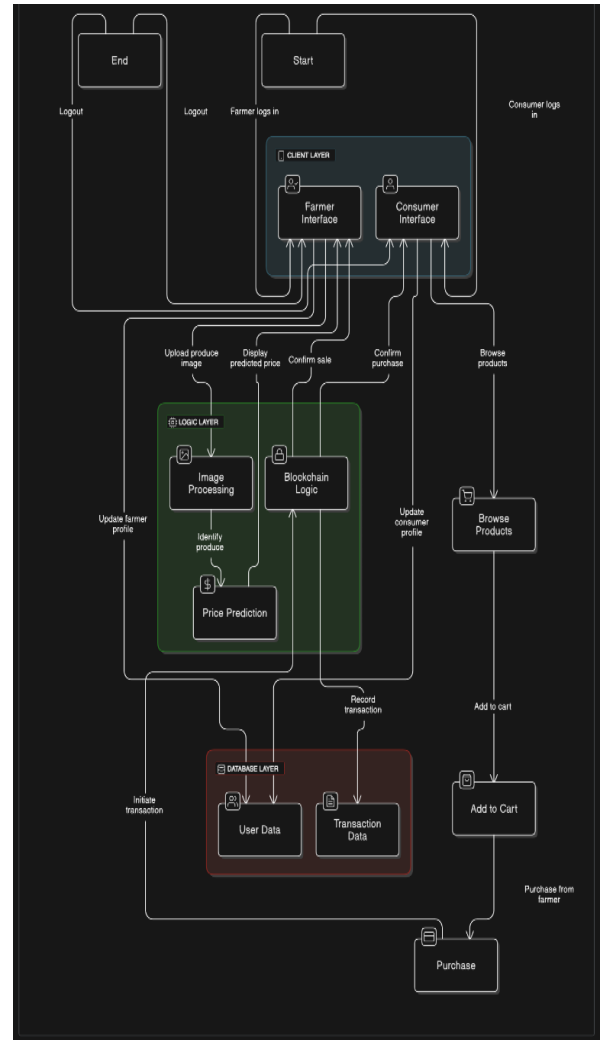 End
Start
Logout
Logout
Farmer logs in
Consumer logs
in
CLIENT LAYER
Farmer
Interface
Consumer
Interface
Upload produce
image
Display
predicted price
Confirm sale
Confirm
purchase
Browse
products
LOGIC LAYER
Image
Processing
Blockchain
Logic
Update farmer
profile
Identify
produce
Update
consumer
profile
Browse
Products
Price Prediction
Record
transaction
Add to cart
DATABASE LAYER
Initiate
transaction
User Data
Transaction
Data
Add to Cart
Purchase from
farmer
Purchase